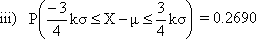 iii) P(-3/4 kσ ≤ X – μ ≤ 3/4 kσ) = 0.2690